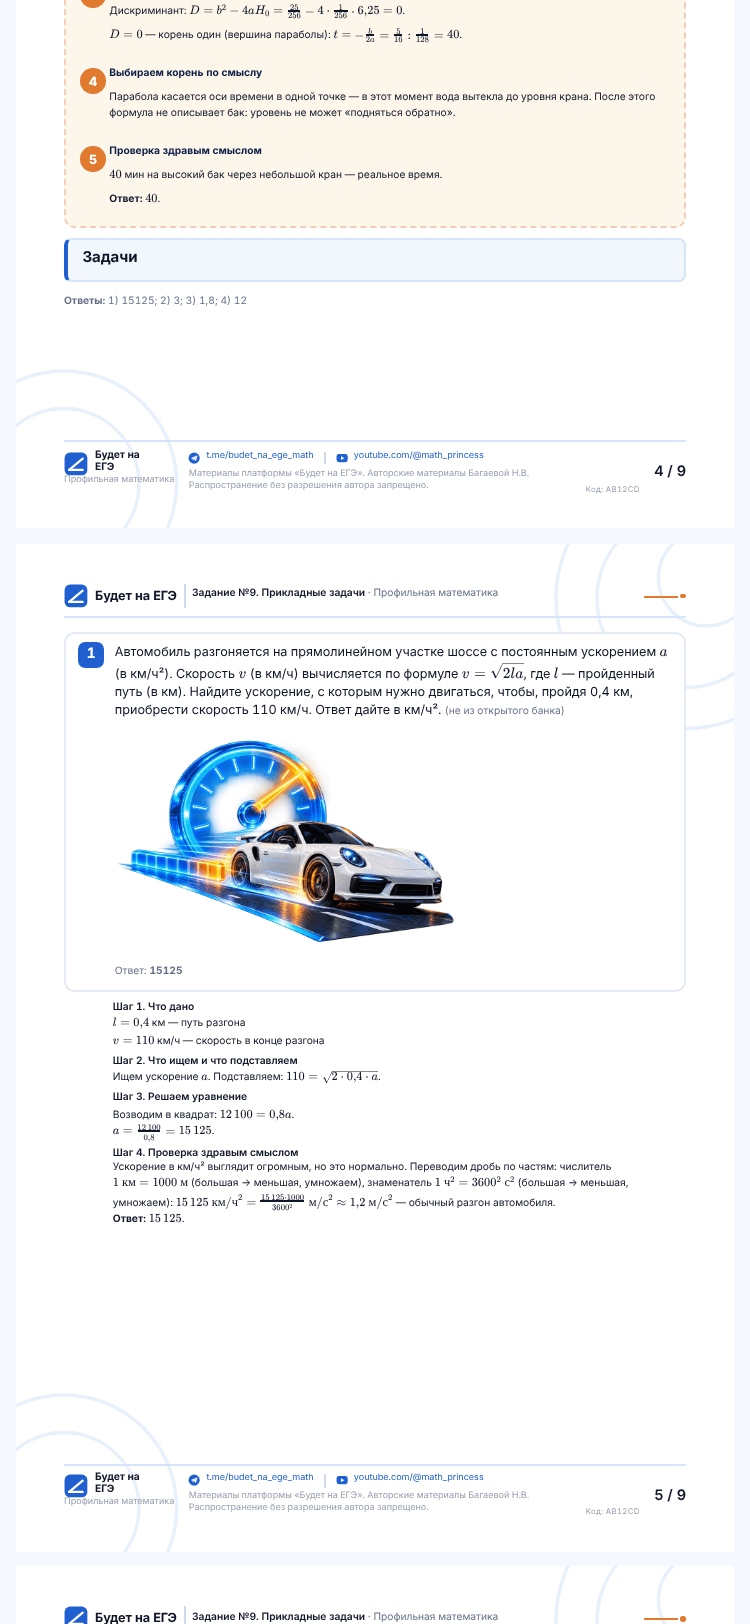 Дискриминант: D = b² − 4aH₀ = 25/256 − 4 · 1/256 · 6,25 = 0.
D = 0 — корень один (вершина параболы): t = −b/2a = 5/16 : 1/128 = 40.
4 Выбираем корень по смыслу
Парабола касается оси времени в одной точке — в этот момент вода вытекла до уровня крана. После этого
формула не описывает бак: уровень не может «подняться обратно».
5 Проверка здравым смыслом
40 мин на высокий бак через небольшой кран — реальное время.
Ответ: 40.
Задачи
Ответы: 1) 15125; 2) 3; 3) 1,8; 4) 12
Будет на
ЕГЭ
Профильная математика
t.me/budet_na_ege_math | youtube.com/@math_princess
Материалы платформы «Будет на ЕГЭ». Авторские материалы Багаевой Н.В.
Распространение без разрешения автора запрещено.
Код: AB12CD
4 / 9
Будет на ЕГЭ | Задание №9. Прикладные задачи · Профильная математика
1 Автомобиль разгоняется на прямолинейном участке шоссе с постоянным ускорением a
(в км/ч²). Скорость v (в км/ч) вычисляется по формуле v = √(2la), где l — пройденный
путь (в км). Найдите ускорение, с которым нужно двигаться, чтобы, пройдя 0,4 км,
приобрести скорость 110 км/ч. Ответ дайте в км/ч². (не из открытого банка)
Ответ: 15125
Шаг 1. Что дано
l = 0,4 км — путь разгона
v = 110 км/ч — скорость в конце разгона
Шаг 2. Что ищем и что подставляем
Ищем ускорение a. Подставляем: 110 = √(2 · 0,4 · a).
Шаг 3. Решаем уравнение
Возводим в квадрат: 12 100 = 0,8a.
a = 12 100/0,8 = 15 125.
Шаг 4. Проверка здравым смыслом
Ускорение в км/ч² выглядит огромным, но это нормально. Переводим дробь по частям: числитель
1 км = 1000 м (большая → меньшая, умножаем), знаменатель 1 ч² = 3600² с² (большая → меньшая,
умножаем): 15 125 км/ч² = 15 125·1000/3600² м/с² ≈ 1,2 м/с² — обычный разгон автомобиля.
Ответ: 15 125.
Будет на
ЕГЭ
Профильная математика
t.me/budet_na_ege_math | youtube.com/@math_princess
Материалы платформы «Будет на ЕГЭ». Авторские материалы Багаевой Н.В.
Распространение без разрешения автора запрещено.
Код: AB12CD
5 / 9
Будет на ЕГЭ | Задание №9. Прикладные задачи · Профильная математика